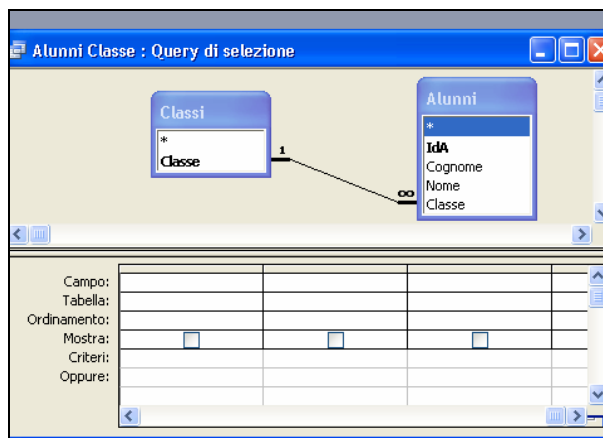 Alunni Classe : Query di selezione
Classi
*
Classe
1
∞
Alunni
*
IdA
Cognome
Nome
Classe
Campo:
Tabella:
Ordinamento:
Mostra:
Criteri:
Oppure: